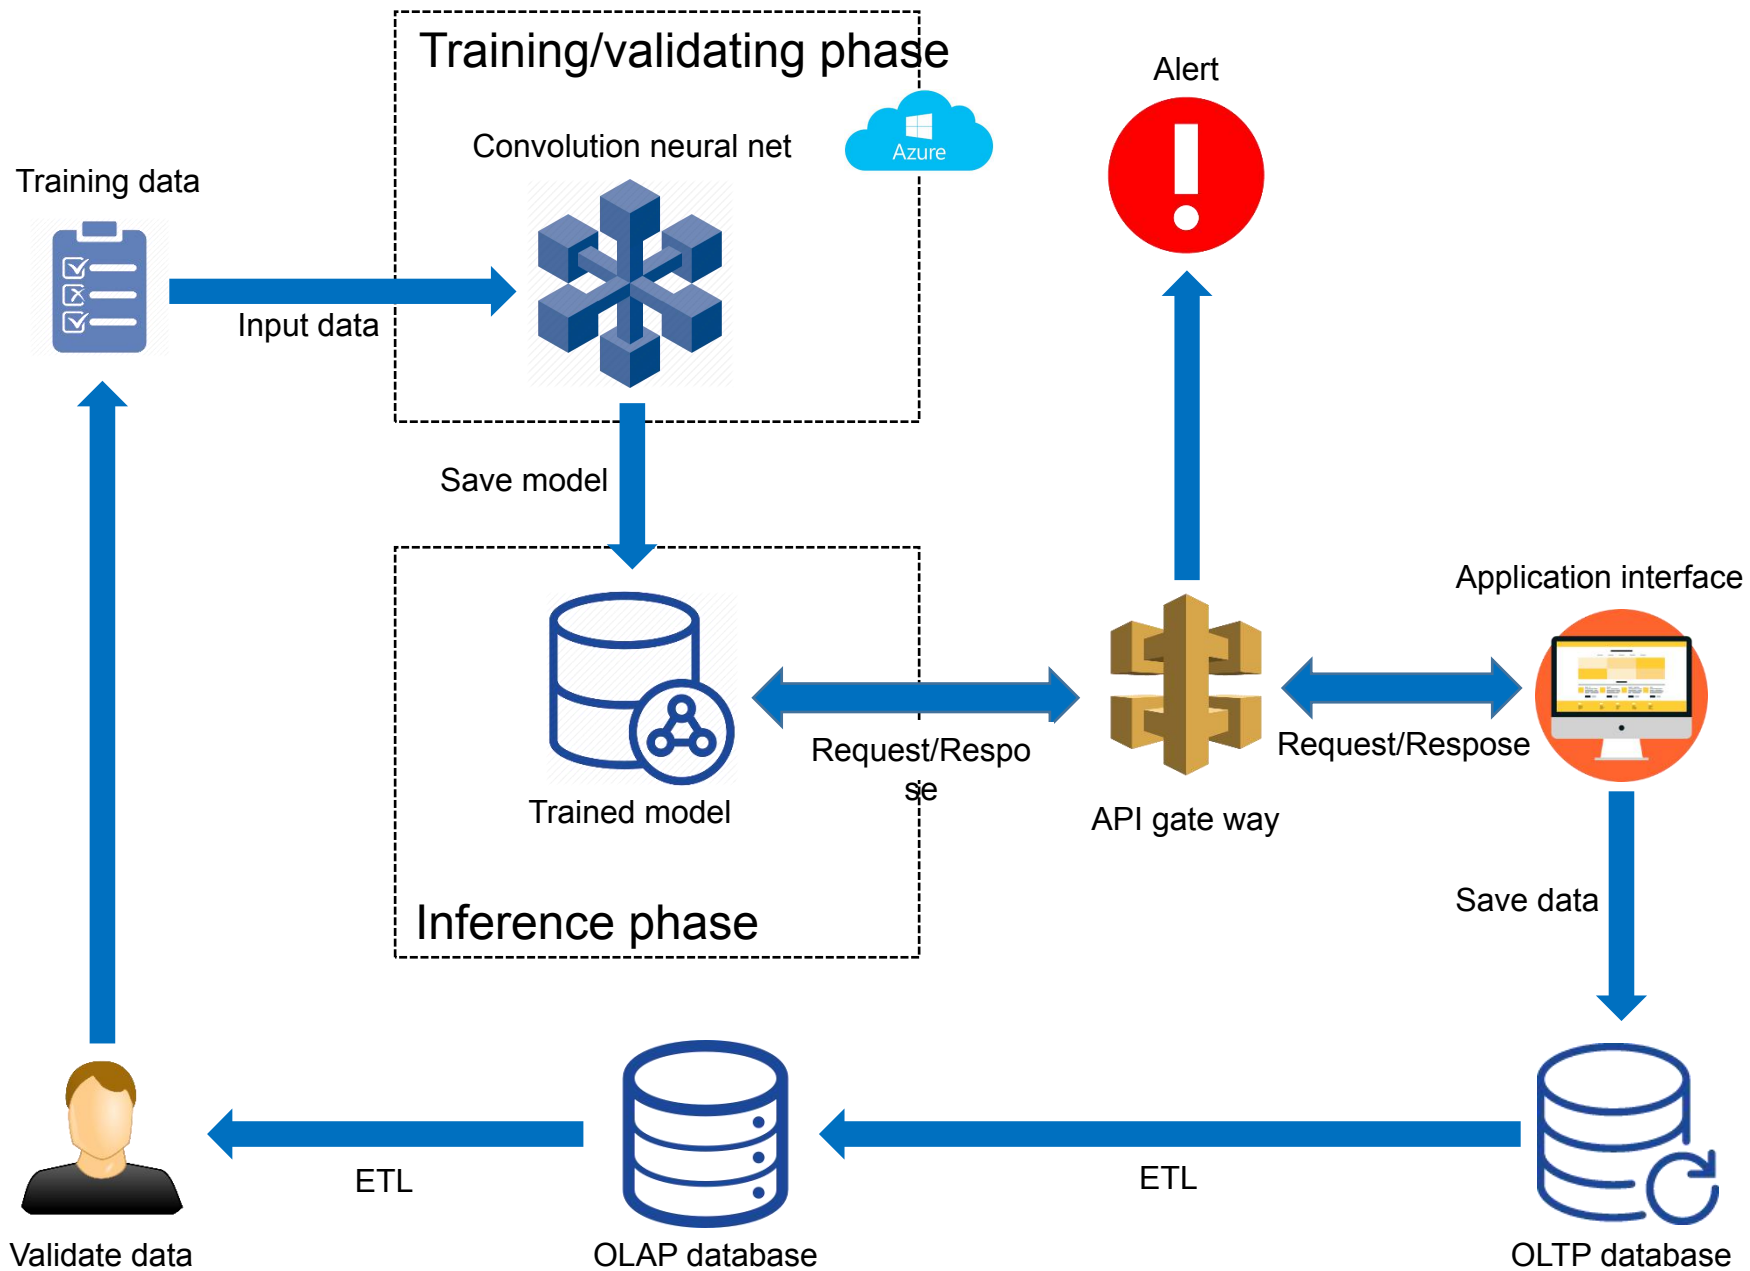 Training/validating phase
Alert
Convolution neural net
Azure
Training data
Input data
Save model
Application interface
Request/Respo
se
Request/Respose
Trained model
API gate way
Save data
Inference phase
ETL
ETL
Validate data
OLAP database
OLTP database